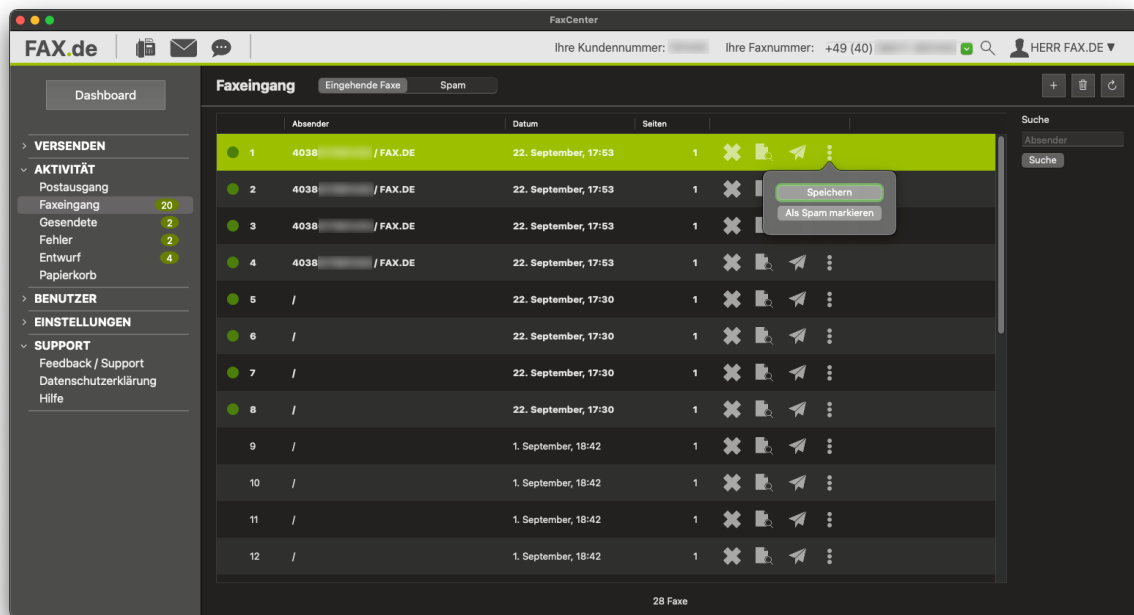 FaxCenter
FAX.de Ihre Kundennummer: Ihre Faxnummer: +49 (40) HERR FAX.DE ▼
Dashboard
VERSENDEN
AKTIVITÄT
Postausgang
Faxeingang 20
Gesendete 2
Fehler 2
Entwurf 4
Papierkorb
BENUTZER
EINSTELLUNGEN
SUPPORT
Feedback / Support
Datenschutzerklärung
Hilfe
Faxeingang Eingehende Faxe Spam
Absender Datum Seiten
1 4038 / FAX.DE 22. September, 17:53 1
2 4038 / FAX.DE 22. September, 17:53 1
3 4038 / FAX.DE 22. September, 17:53 1
4 4038 / FAX.DE 22. September, 17:53 1
5 / 22. September, 17:30 1
6 / 22. September, 17:30 1
7 / 22. September, 17:30 1
8 / 22. September, 17:30 1
9 / 1. September, 18:42 1
10 / 1. September, 18:42 1
11 / 1. September, 18:42 1
12 / 1. September, 18:42 1
Speichern
Als Spam markieren
28 Faxe
Suche
Absender
Suche